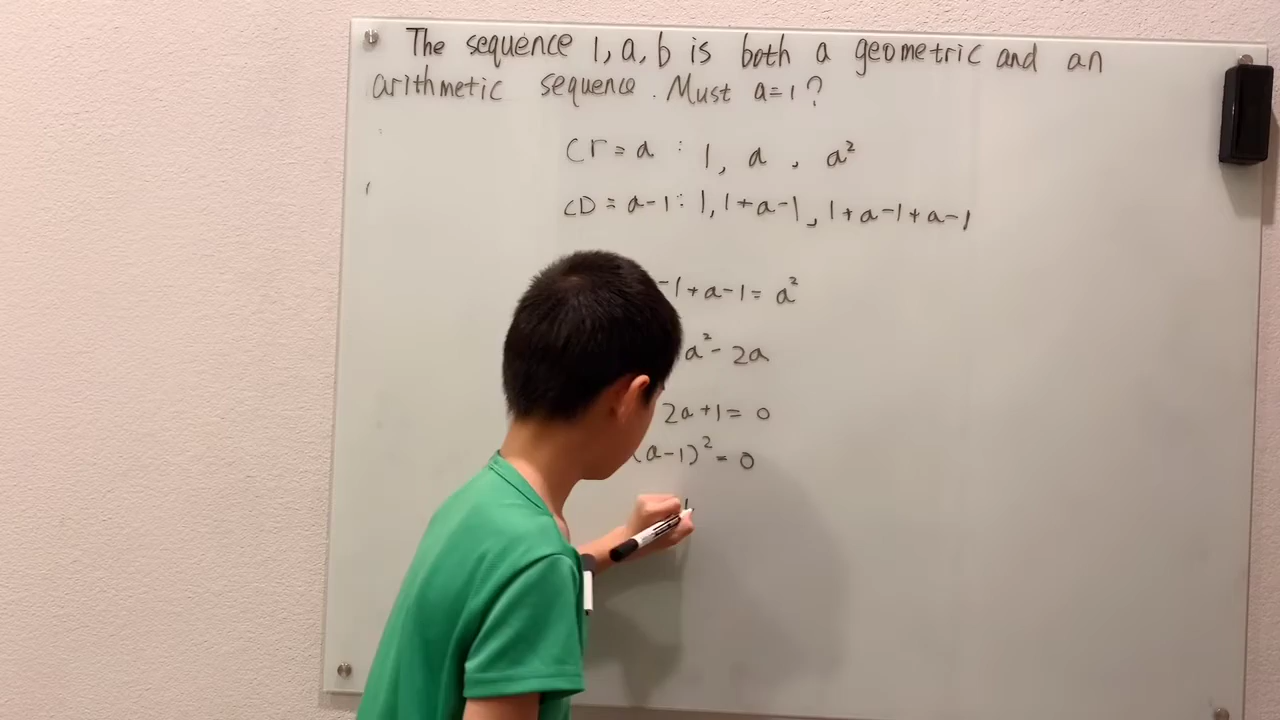 The sequence 1, a, b is both a geometric and an
arithmetic sequence. Must a=1?
Cr=a : 1, a, a²
CD=a-1: 1, 1+a-1, 1+a-1+a-1
-1+a-1= a²
a²- 2a
2a+1= 0
(a-1)²= 0